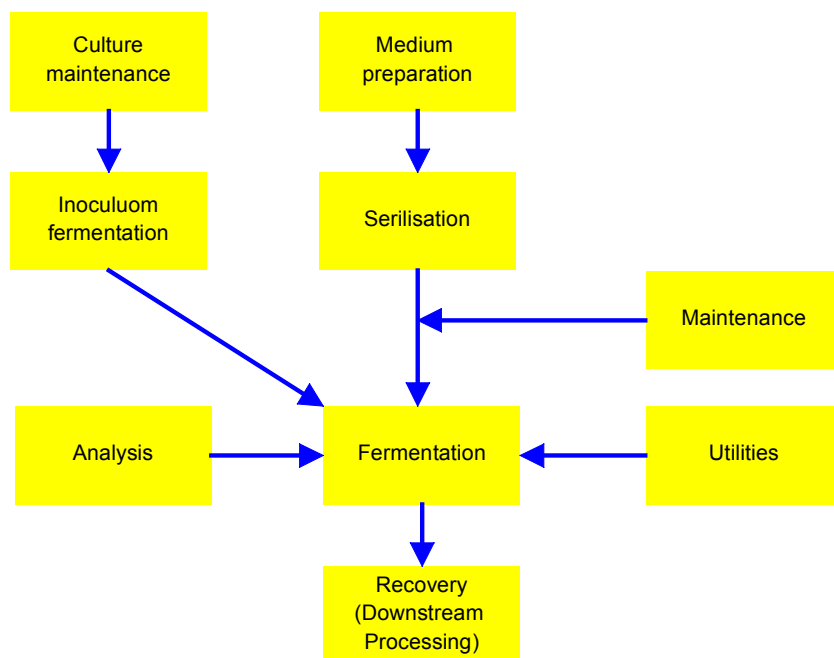 Culture
maintenance
Medium
preparation
Inoculuom
fermentation
Serilisation
Maintenance
Analysis
Fermentation
Utilities
Recovery
(Downstream
Processing)